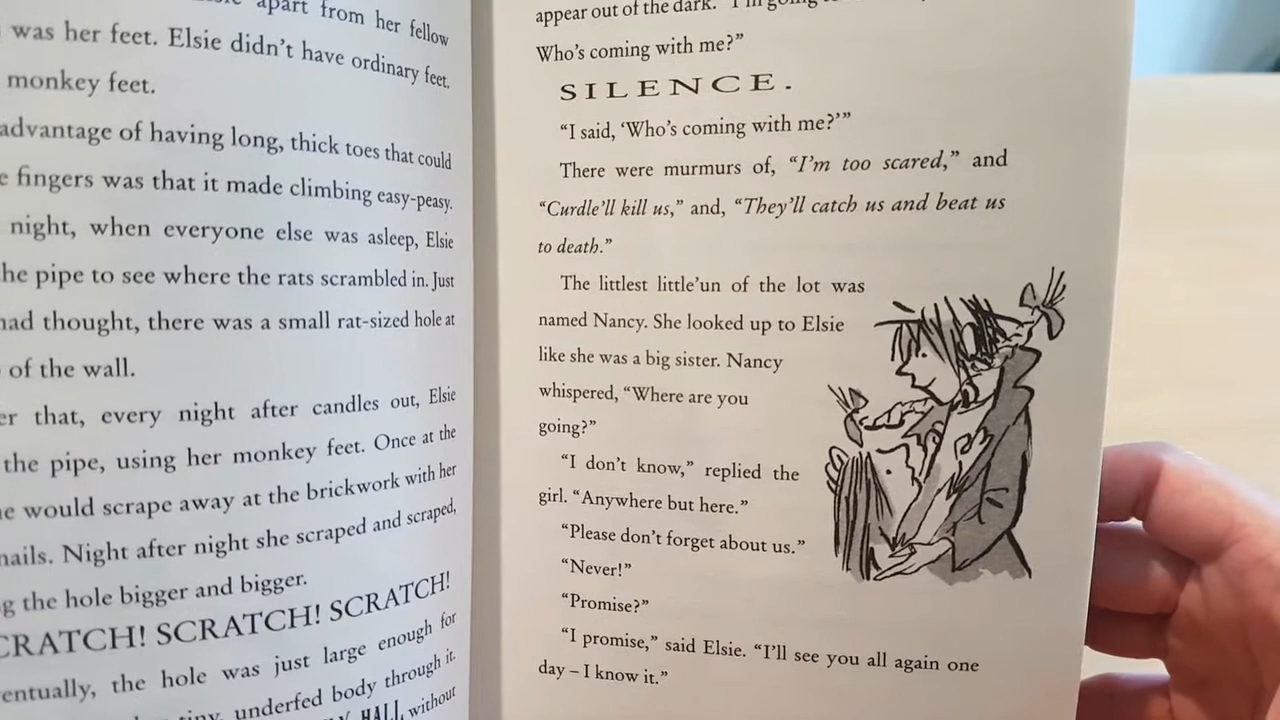 apart from her fellow
was her feet. Elsie didn't have ordinary feet.
monkey feet.
advantage of having long, thick toes that could
fingers was that it made climbing easy-peasy.
night, when everyone else was asleep, Elsie
the pipe to see where the rats scrambled in. Just
had thought, there was a small rat-sized hole at
of the wall.
that, every night after candles out, Elsie
the pipe, using her monkey feet. Once at the
would scrape away at the brickwork with her
nails. Night after night she scraped and scraped,
the hole bigger and bigger.
SCRATCH! SCRATCH! SCRATCH!
the hole was just large enough for
tiny, underfed body through it.
HALL without
appear out of the dark. "I'm going
Who's coming with me?"
SILENCE.
"I said, 'Who's coming with me?'"
There were murmurs of, "I'm too scared," and
"Curdle'll kill us," and, "They'll catch us and beat us
to death."
The littlest little'un of the lot was
named Nancy. She looked up to Elsie
like she was a big sister. Nancy
whispered, "Where are you
going?"
"I don't know," replied the
girl. "Anywhere but here."
"Please don't forget about us."
"Never!"
"Promise?"
"I promise," said Elsie. "I'll see you all again one
day – I know it."